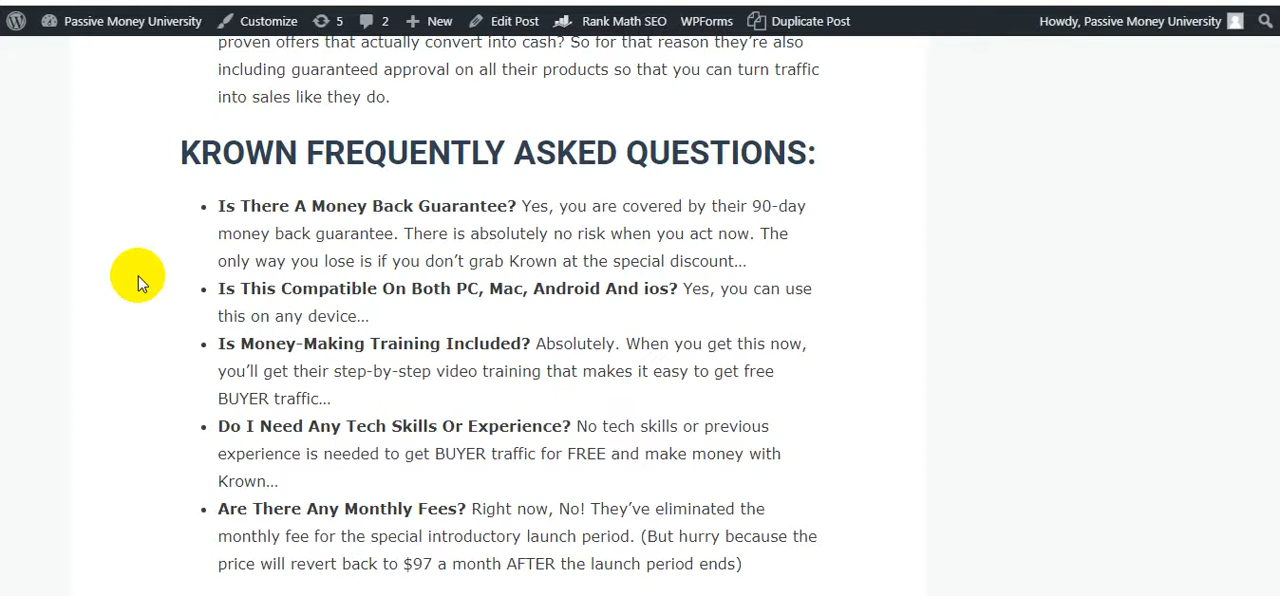 Passive Money University Customize 5 2 New Edit Post Rank Math SEO WPForms Duplicate Post Howdy, Passive Money University
proven offers that actually convert into cash? So for that reason they’re also
including guaranteed approval on all their products so that you can turn traffic
into sales like they do.
KROWN FREQUENTLY ASKED QUESTIONS:
• Is There A Money Back Guarantee? Yes, you are covered by their 90-day
money back guarantee. There is absolutely no risk when you act now. The
only way you lose is if you don’t grab Krown at the special discount…
• Is This Compatible On Both PC, Mac, Android And ios? Yes, you can use
this on any device…
• Is Money-Making Training Included? Absolutely. When you get this now,
you’ll get their step-by-step video training that makes it easy to get free
BUYER traffic…
• Do I Need Any Tech Skills Or Experience? No tech skills or previous
experience is needed to get BUYER traffic for FREE and make money with
Krown…
• Are There Any Monthly Fees? Right now, No! They’ve eliminated the
monthly fee for the special introductory launch period. (But hurry because the
price will revert back to $97 a month AFTER the launch period ends)